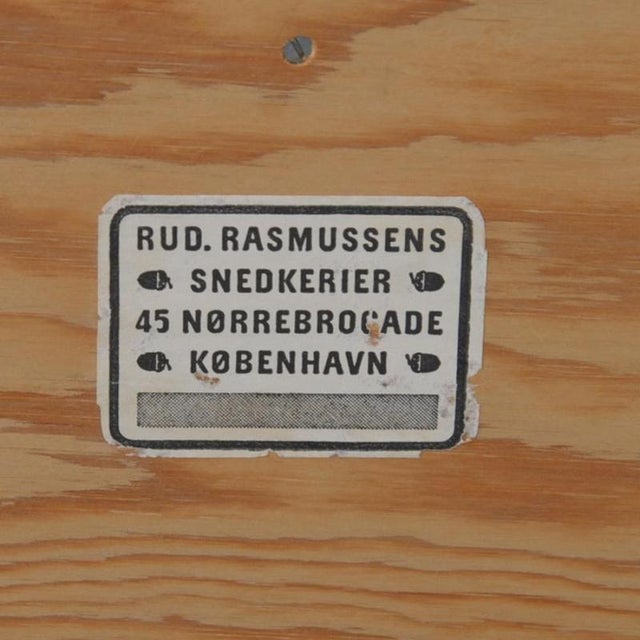 RUD. RASMUSSENS
SNEDKERIER
45 NØRREBROGADE
KØBENHAVN